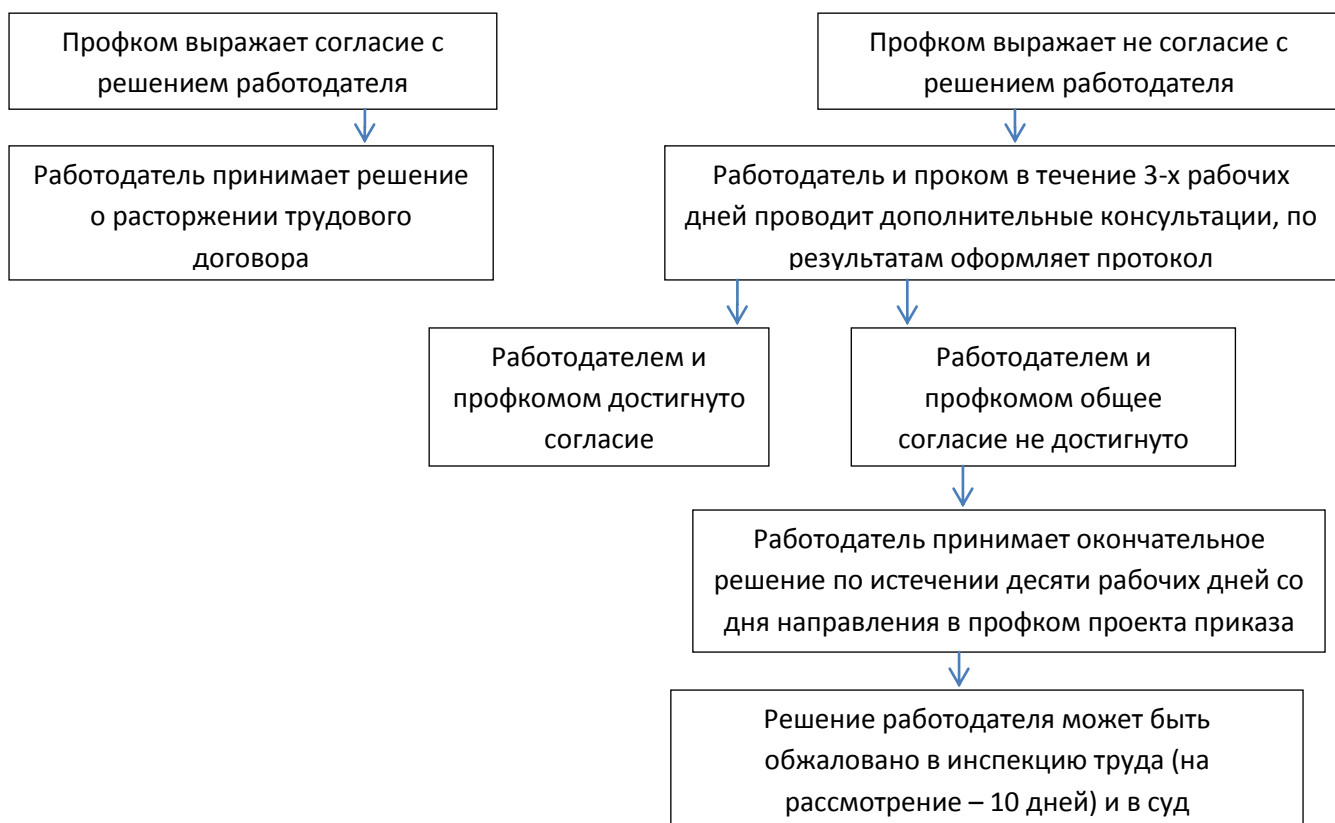 Профком выражает согласие с
решением работодателя
Профком выражает не согласие с
решением работодателя
Работодатель принимает решение
о расторжении трудового
договора
Работодатель и проком в течение 3-х рабочих
дней проводит дополнительные консультации, по
результатам оформляет протокол
Работодателем и
профкомом достигнуто
согласие
Работодателем и
профкомом общее
согласие не достигнуто
Работодатель принимает окончательное
решение по истечении десяти рабочих дней со
дня направления в профком проекта приказа
Решение работодателя может быть
обжаловано в инспекцию труда (на
рассмотрение – 10 дней) и в суд